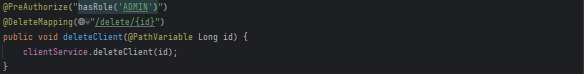 @PreAuthorize("hasRole('ADMIN')")
@DeleteMapping("/delete/{id}")
public void deleteClient(@PathVariable Long id) {
    clientService.deleteClient(id);
}